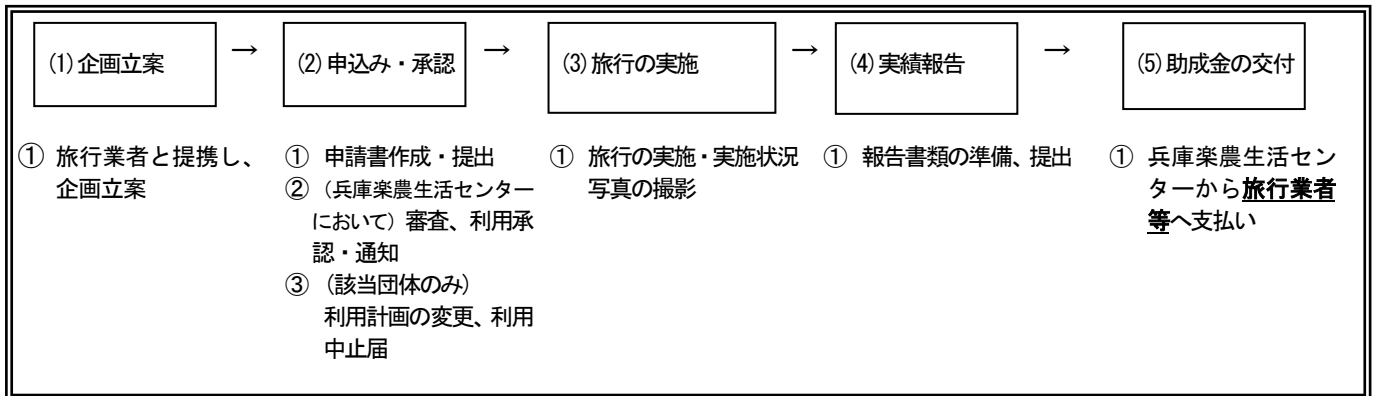 (1)企画立案 → (2)申込み・承認 → (3)旅行の実施 → (4)実績報告 → (5)助成金の交付
① 旅行業者と提携し、
企画立案
① 申請書作成・提出
② (兵庫楽農生活センター
において) 審査、利用承
認・通知
③ (該当団体のみ)
利用計画の変更、利用
中止届
① 旅行の実施・実施状況
写真の撮影
① 報告書類の準備、提出
① 兵庫楽農生活セン
ターから旅行業者
等へ支払い